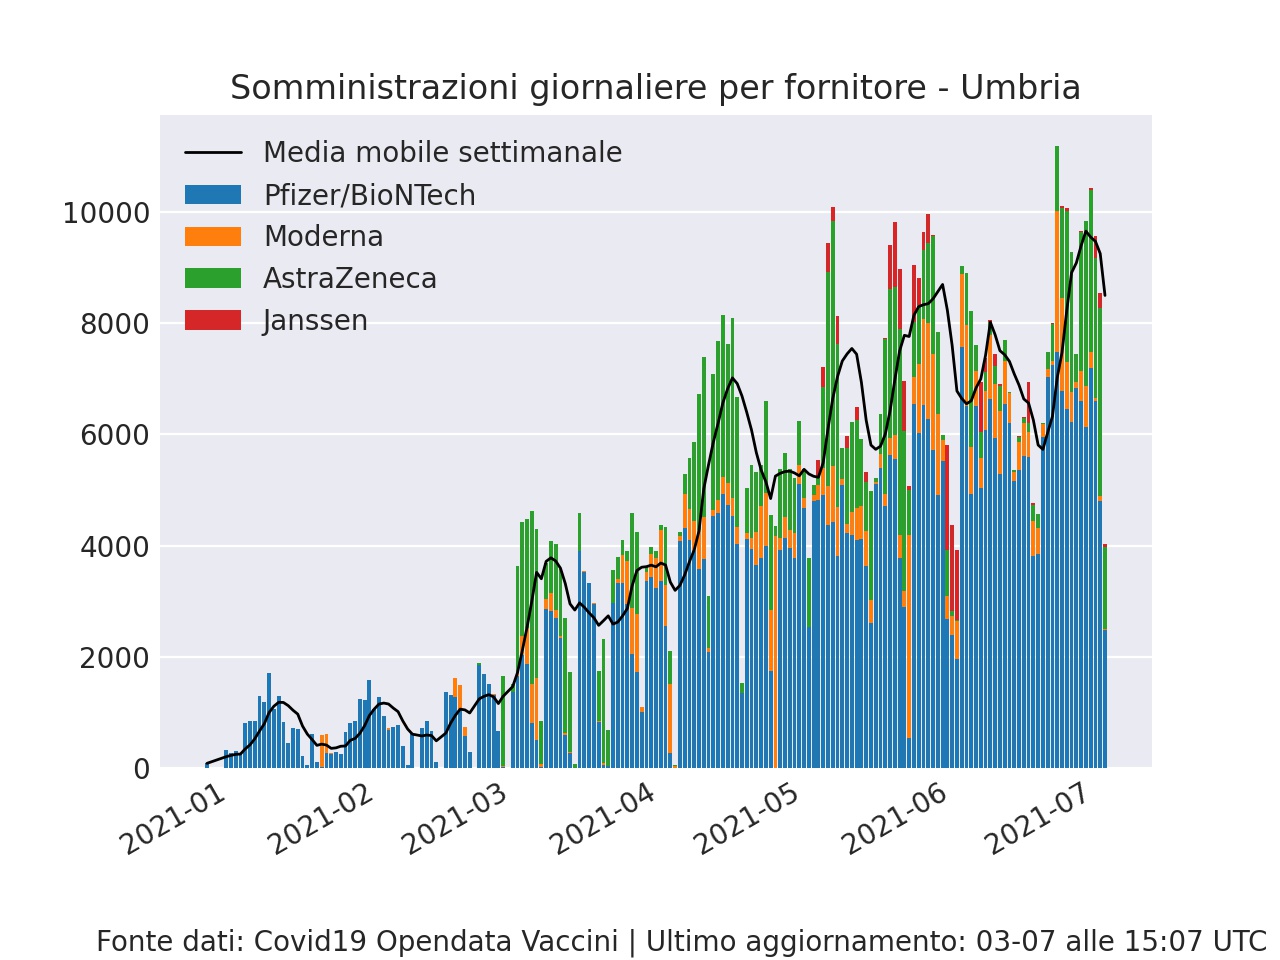 Somministrazioni giornaliere per fornitore - Umbria
Media mobile settimanale
Pfizer/BioNTech
Moderna
AstraZeneca
Janssen
10000
8000
6000
4000
2000
0
2021-01
2021-02
2021-03
2021-04
2021-05
2021-06
2021-07
Fonte dati: Covid19 Opendata Vaccini | Ultimo aggiornamento: 03-07 alle 15:07 UTC